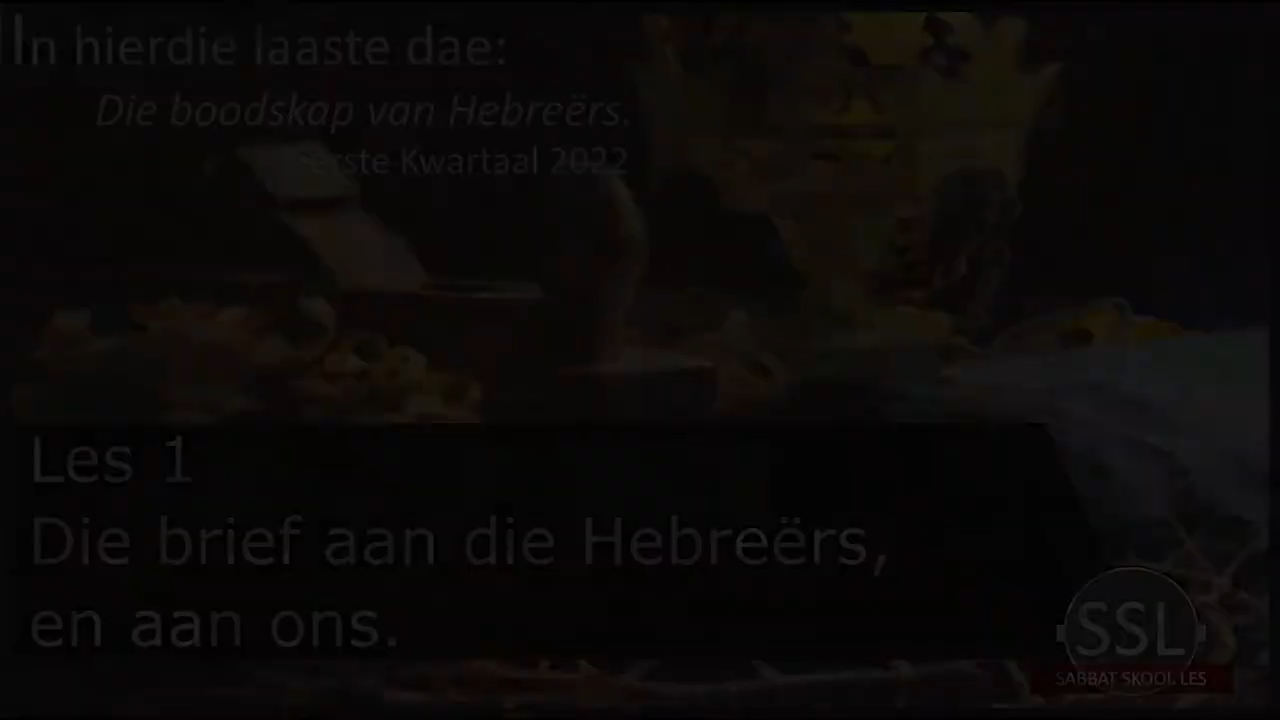 In hierdie laaste dae:
Die boodskap van Hebreërs.
Eerste Kwartaal 2022
Les 1
Die brief aan die Hebreërs,
en aan ons.
SSL
SABBAT SKOOL LES